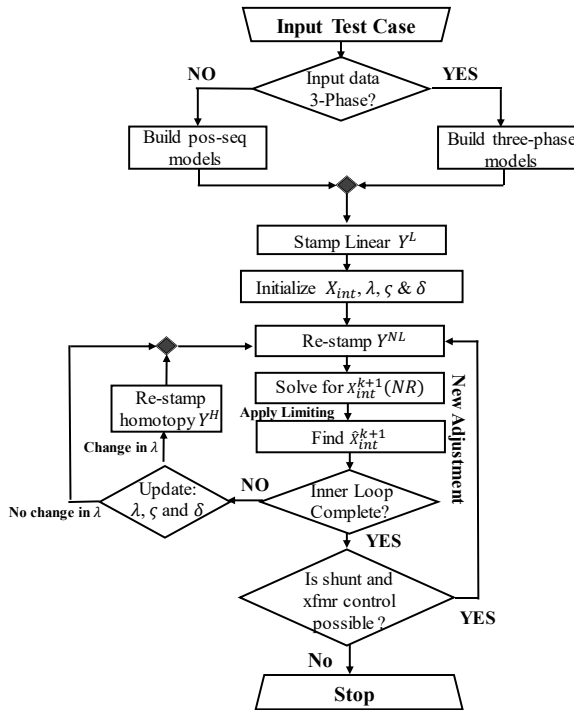 Input Test Case
NO
Input data
3-Phase?
YES
Build pos-seq
models
Build three-phase
models
Stamp Linear Y^L
Initialize X_int, λ, ς & δ
Re-stamp Y^NL
Solve for X_int^k+1(NR)
Apply Limiting
Find X̂_int^k+1
Re-stamp
homotopy Y^H
Change in λ
Update:
λ, ς and δ
No change in λ
NO
Inner Loop
Complete?
YES
New Adjustment
Is shunt and
xfmr control
possible ?
YES
No
Stop